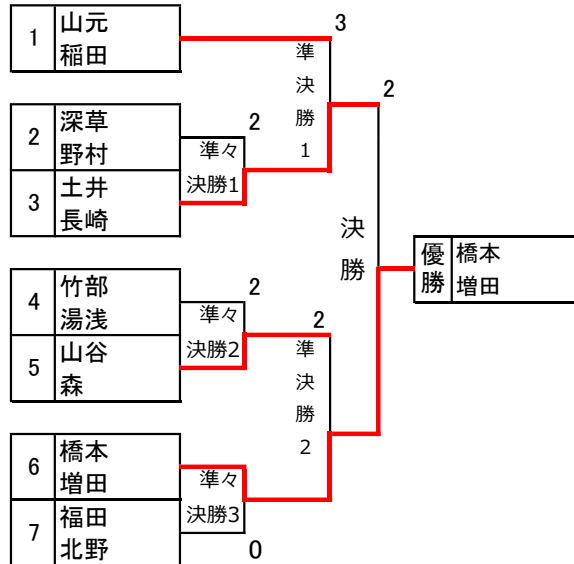 1
山元
稲田
3
準
決
勝
1
2
2
深草
野村
3
土井
長崎
2
準々
決勝1
決
勝
優
勝
橋本
増田
4
竹部
湯浅
5
山谷
森
2
準々
決勝2
2
準
決
勝
2
6
橋本
増田
7
福田
北野
準々
決勝3
0